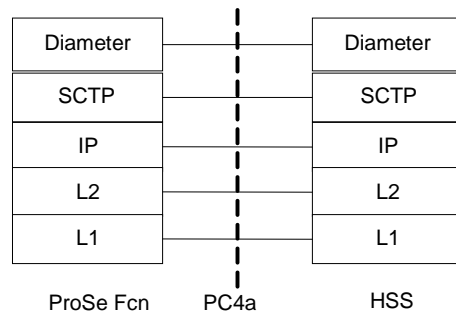 Diameter Diameter
SCTP SCTP
IP IP
L2 L2
L1 L1
ProSe Fcn PC4a HSS